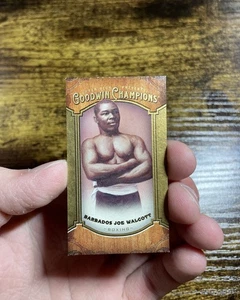 GOODWIN CHAMPIONS
BARBADOS JOE WALCOTT
BOXING